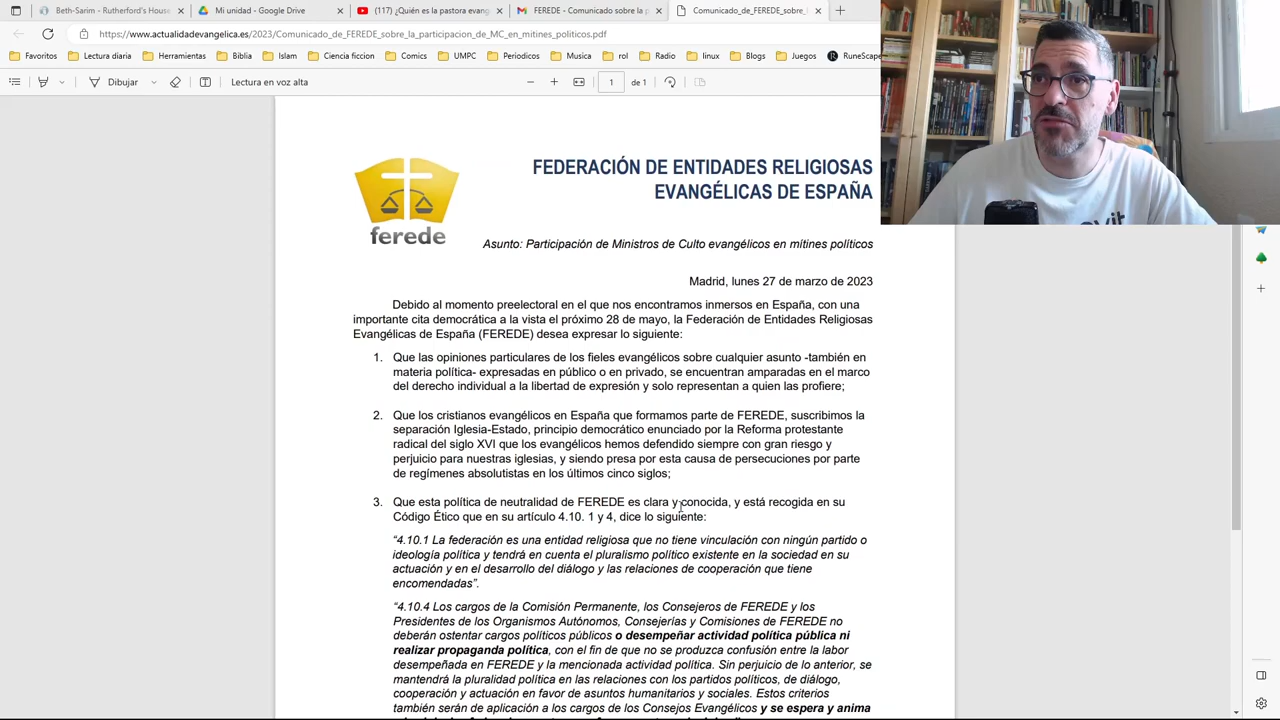 Beth-Sarim – Rutherford's House
Mi unidad - Google Drive
(117) ¿Quién es la pastora evang
FEREDE - Comunicado sobre la p
Comunicado_de_FEREDE_sobre_l
https://www.actualidadevangelica.es/2023/Comunicado_de_FEREDE_sobre_la_participacion_de_MC_en_mitines_politicos.pdf
Favoritos Lectura diaria Herramientas Biblia Islam Ciencia ficcion Comics UMPC Periodicos Musica rol Radio linux Blogs Juegos RuneScape
Dibujar Lectura en voz alta 1 de 1
FEDERACIÓN DE ENTIDADES RELIGIOSAS
EVANGÉLICAS DE ESPAÑA
ferede
Asunto: Participación de Ministros de Culto evangélicos en mítines políticos
Madrid, lunes 27 de marzo de 2023
Debido al momento preelectoral en el que nos encontramos inmersos en España, con una
importante cita democrática a la vista el próximo 28 de mayo, la Federación de Entidades Religiosas
Evangélicas de España (FEREDE) desea expresar lo siguiente:
1. Que las opiniones particulares de los fieles evangélicos sobre cualquier asunto -también en
materia política- expresadas en público o en privado, se encuentran amparadas en el marco
del derecho individual a la libertad de expresión y solo representan a quien las profiere;
2. Que los cristianos evangélicos en España que formamos parte de FEREDE, suscribimos la
separación Iglesia-Estado, principio democrático enunciado por la Reforma protestante
radical del siglo XVI que los evangélicos hemos defendido siempre con gran riesgo y
perjuicio para nuestras iglesias, y siendo presa por esta causa de persecuciones por parte
de regímenes absolutistas en los últimos cinco siglos;
3. Que esta política de neutralidad de FEREDE es clara y conocida, y está recogida en su
Código Ético que en su artículo 4.10. 1 y 4, dice lo siguiente:
"4.10.1 La federación es una entidad religiosa que no tiene vinculación con ningún partido o
ideología política y tendrá en cuenta el pluralismo político existente en la sociedad en su
actuación y en el desarrollo del diálogo y las relaciones de cooperación que tiene
encomendadas".
"4.10.4 Los cargos de la Comisión Permanente, los Consejeros de FEREDE y los
Presidentes de los Organismos Autónomos, Consejerías y Comisiones de FEREDE no
deberán ostentar cargos políticos públicos o desempeñar actividad política pública ni
realizar propaganda política, con el fin de que no se produzca confusión entre la labor
desempeñada en FEREDE y la mencionada actividad política. Sin perjuicio de lo anterior, se
mantendrá la pluralidad política en las relaciones con los partidos políticos, de diálogo,
cooperación y actuación en favor de asuntos humanitarios y sociales. Estos criterios
también serán de aplicación a los cargos de los Consejos Evangélicos y se espera y anima